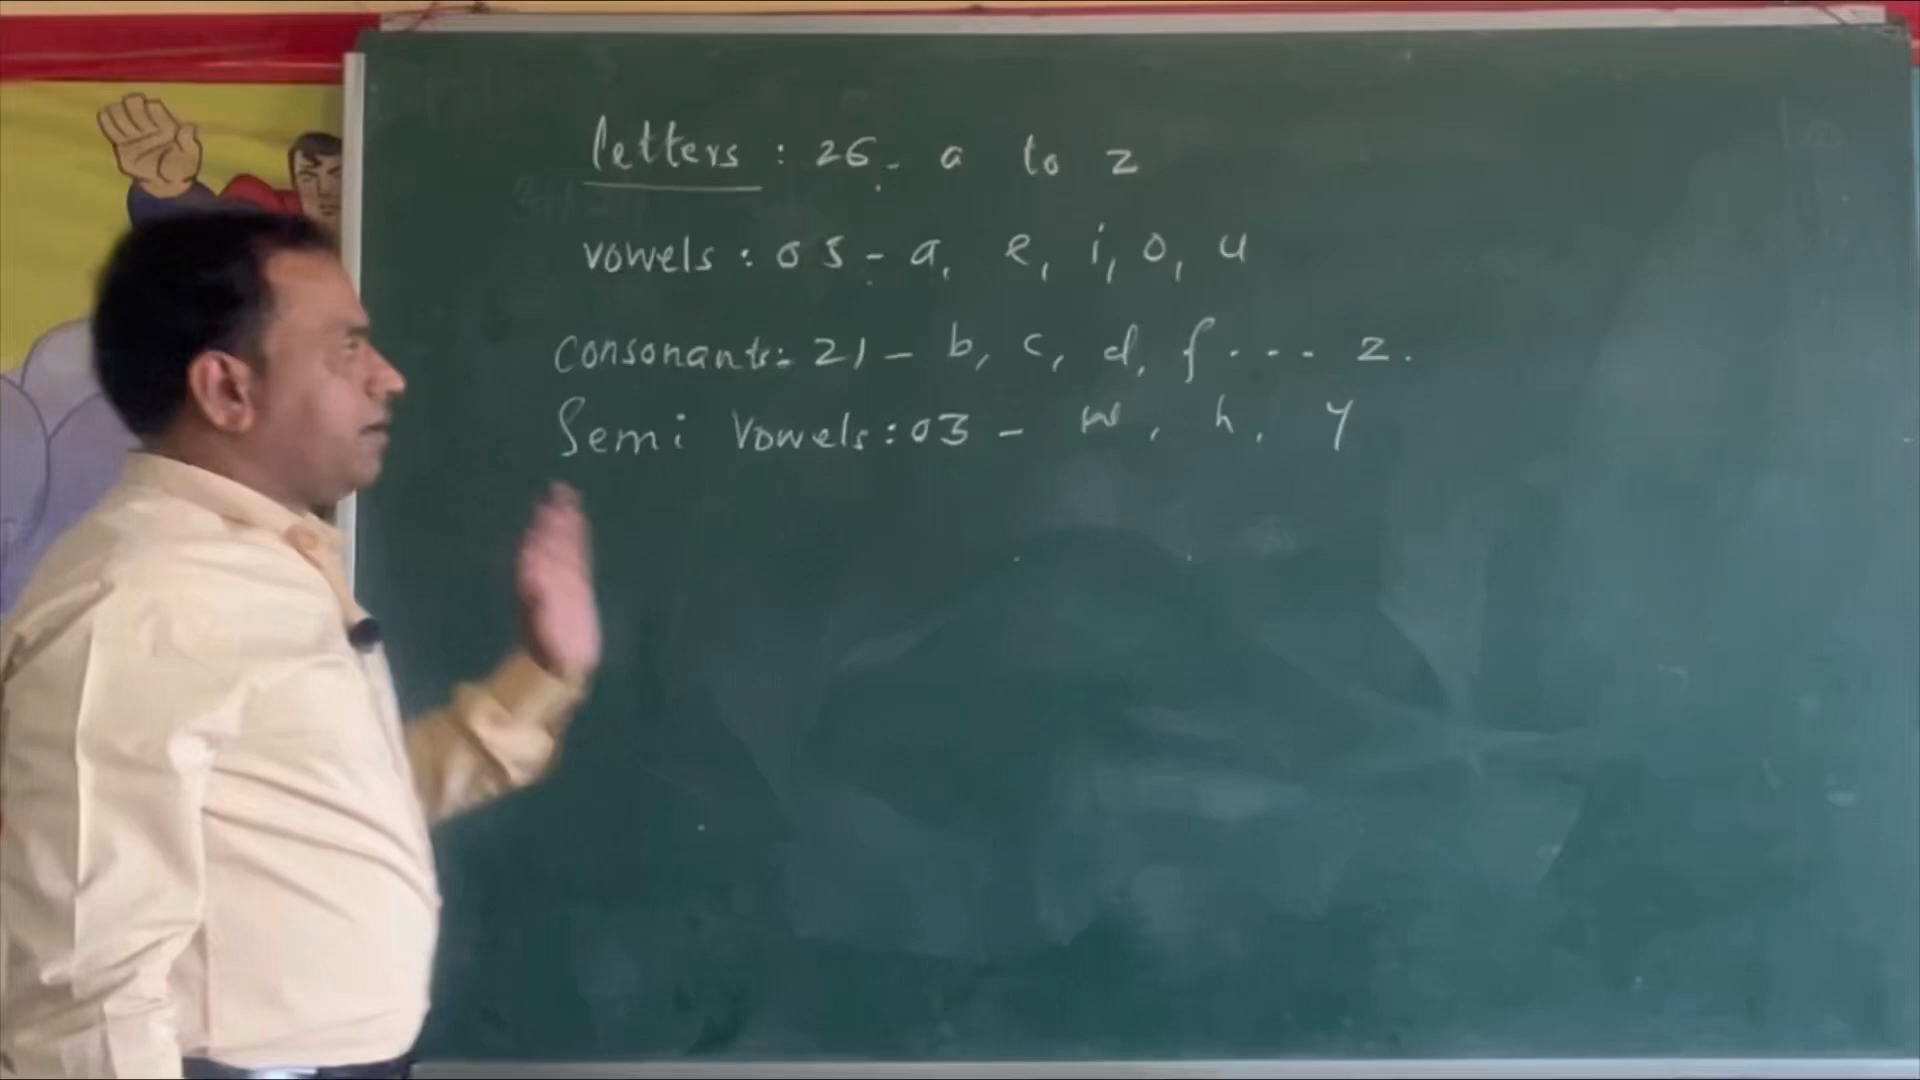 letters : 26 - a to z
vowels : 05 - a, e, i, o, u
consonants: 21 - b, c, d, f - - - z.
Semi Vowels: 03 - w, h, y